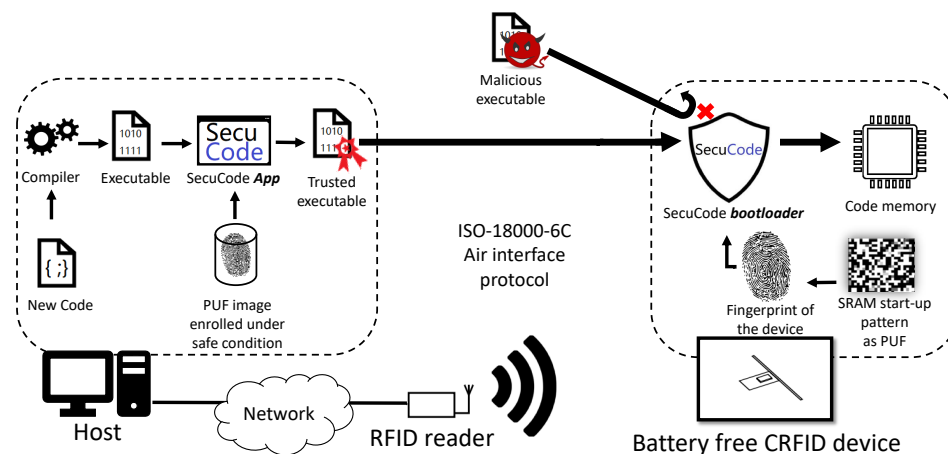 Malicious
executable
1010
1111
Compiler
Executable
Secu
Code
SecuCode App
1010
Trusted
executable
SecuCode
SecuCode bootloader
Code memory
{ ;}
New Code
PUF image
enrolled under
safe condition
ISO-18000-6C
Air interface
protocol
Fingerprint of
the device
SRAM start-up
pattern
as PUF
Host
Network
RFID reader
Battery free CRFID device